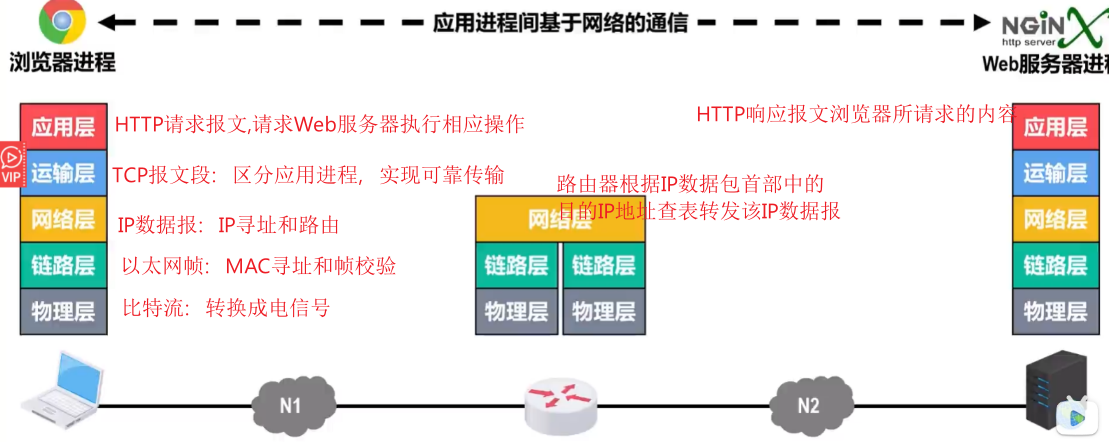 应用进程间基于网络的通信
浏览器进程
NGINX
http server
Web服务器进程
应用层
HTTP请求报文,请求Web服务器执行相应操作
HTTP响应报文浏览器所请求的内容
应用层
VIP
运输层
TCP报文段：区分应用进程，实现可靠传输
路由器根据IP数据包首部中的
目的IP地址查表转发该IP数据报
运输层
网络层
IP数据报：IP寻址和路由
网络层
网络层
链路层
以太网帧：MAC寻址和帧校验
链路层
链路层
链路层
物理层
比特流：转换成电信号
物理层
物理层
物理层
N1
N2